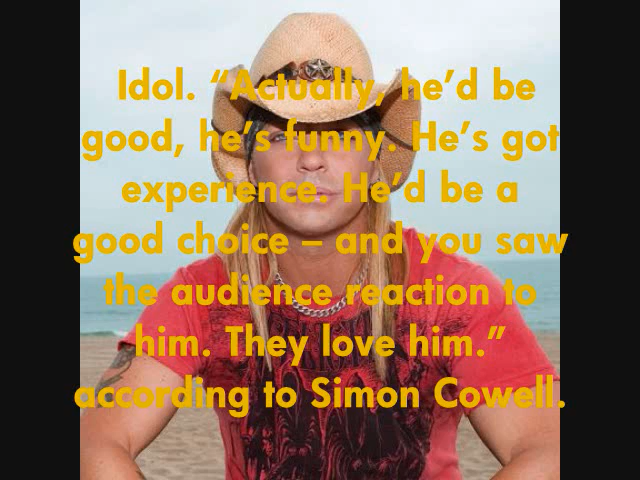 Idol. “Actually, he’d be
good, he’s funny. He’s got
experience. He’d be a
good choice – and you saw
the audience reaction to
him. They love him.”
according to Simon Cowell.